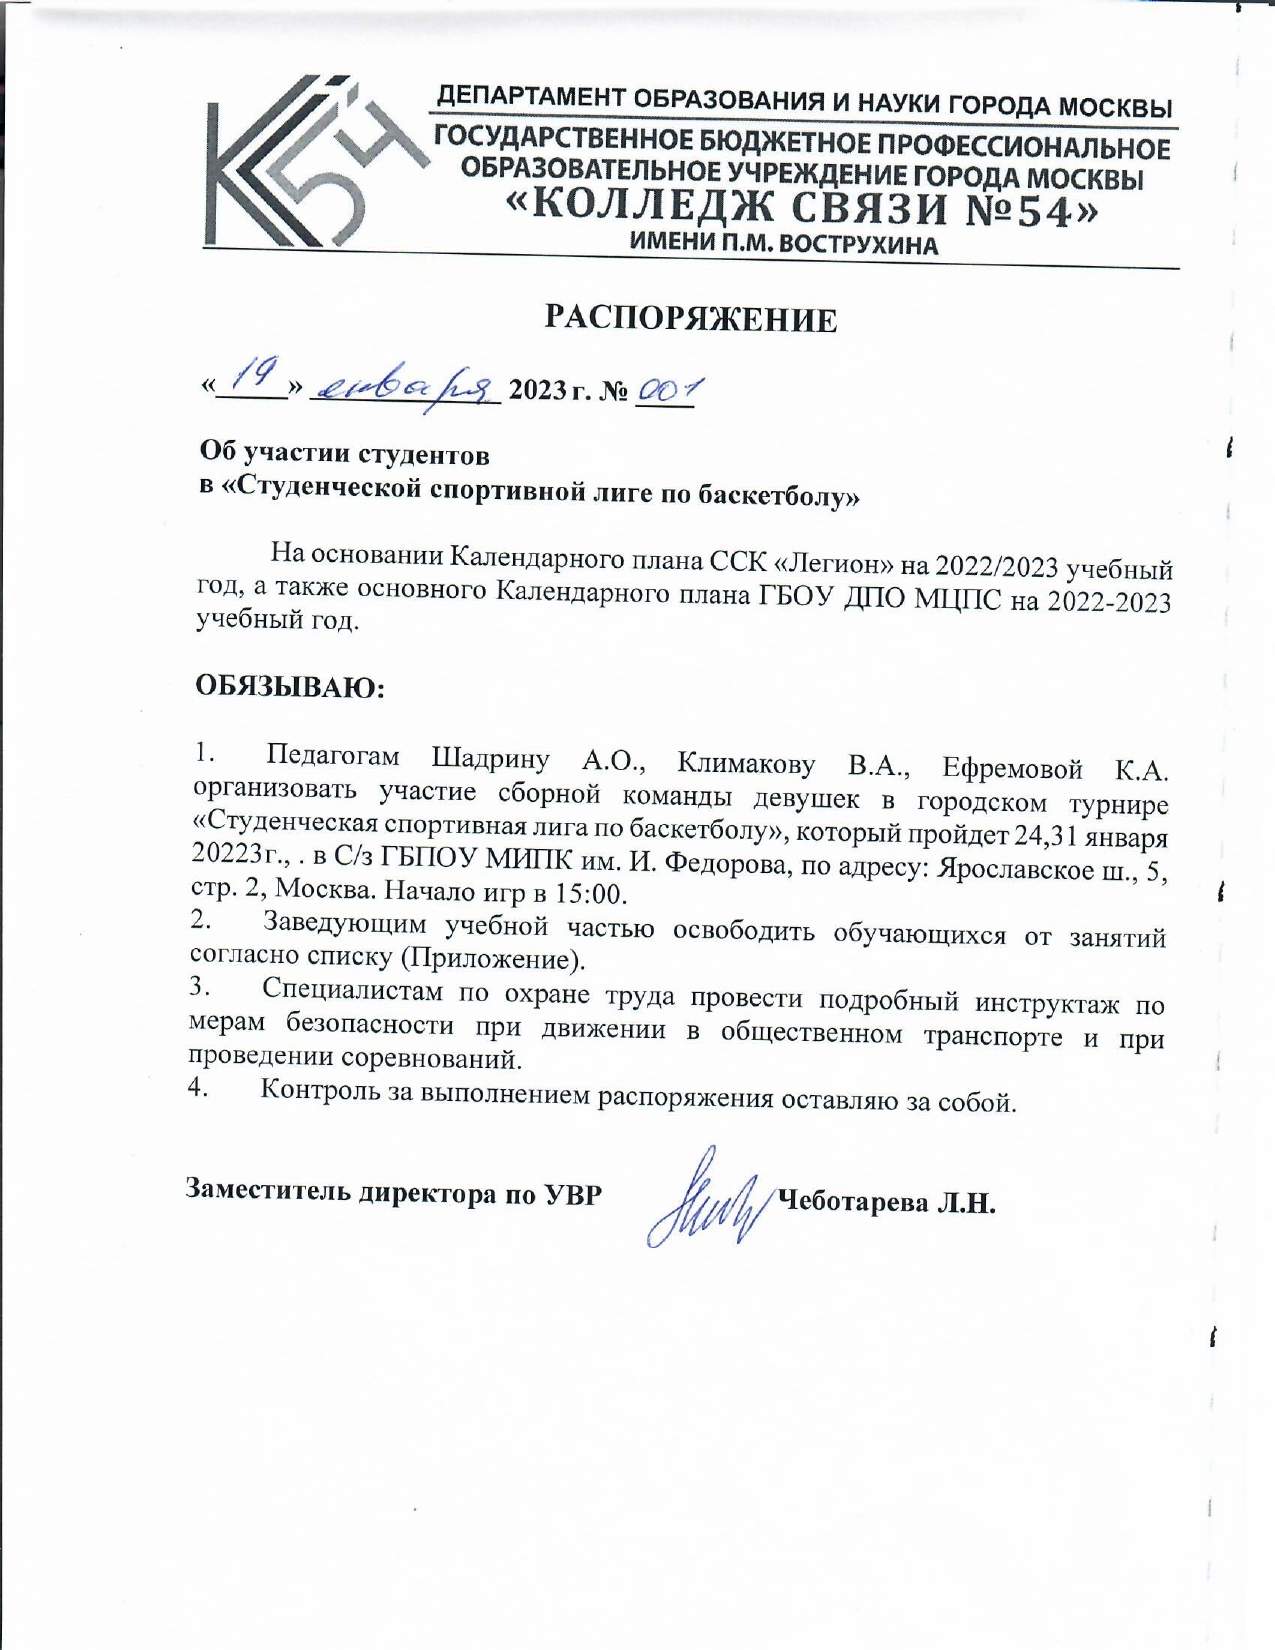 К54
ДЕПАРТАМЕНТ ОБРАЗОВАНИЯ И НАУКИ ГОРОДА МОСКВЫ
ГОСУДАРСТВЕННОЕ БЮДЖЕТНОЕ ПРОФЕССИОНАЛЬНОЕ
ОБРАЗОВАТЕЛЬНОЕ УЧРЕЖДЕНИЕ ГОРОДА МОСКВЫ
«КОЛЛЕДЖ СВЯЗИ №54»
ИМЕНИ П.М. ВОСТРУХИНА
РАСПОРЯЖЕНИЕ
«19» января 2023 г. № 001
Об участии студентов
в «Студенческой спортивной лиге по баскетболу»
На основании Календарного плана ССК «Легион» на 2022/2023 учебный
год, а также основного Календарного плана ГБОУ ДПО МЦПС на 2022-2023
учебный год.
ОБЯЗЫВАЮ:
1. Педагогам Шадрину А.О., Климакову В.А., Ефремовой К.А.
организовать участие сборной команды девушек в городском турнире
«Студенческая спортивная лига по баскетболу», который пройдет 24,31 января
20223г., . в С/з ГБПОУ МИПК им. И. Федорова, по адресу: Ярославское ш., 5,
стр. 2, Москва. Начало игр в 15:00.
2. Заведующим учебной частью освободить обучающихся от занятий
согласно списку (Приложение).
3. Специалистам по охране труда провести подробный инструктаж по
мерам безопасности при движении в общественном транспорте и при
проведении соревнований.
4. Контроль за выполнением распоряжения оставляю за собой.
Заместитель директора по УВР Чеботарева Л.Н.